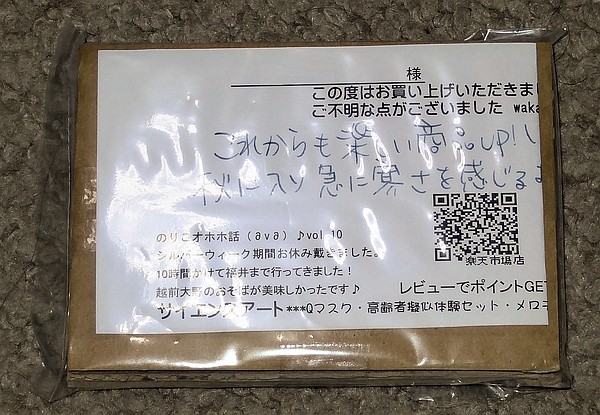 様
この度はお買い上げいただきまし
ご不明な点がございました waka
これからも楽しい商品UP!!
秋に入り急に寒さを感じるま
のりこオホホ話（∂∨∂）♪vol 10
シルバーウィーク期間お休み戴きました。
10時間かけて福井まで行ってきました！
越前大野のおそばが美味しかったです♪
楽天市場店
レビューでポイントGET
サイエンスアート***Qマスク・高齢者擬似体験セット・メロ